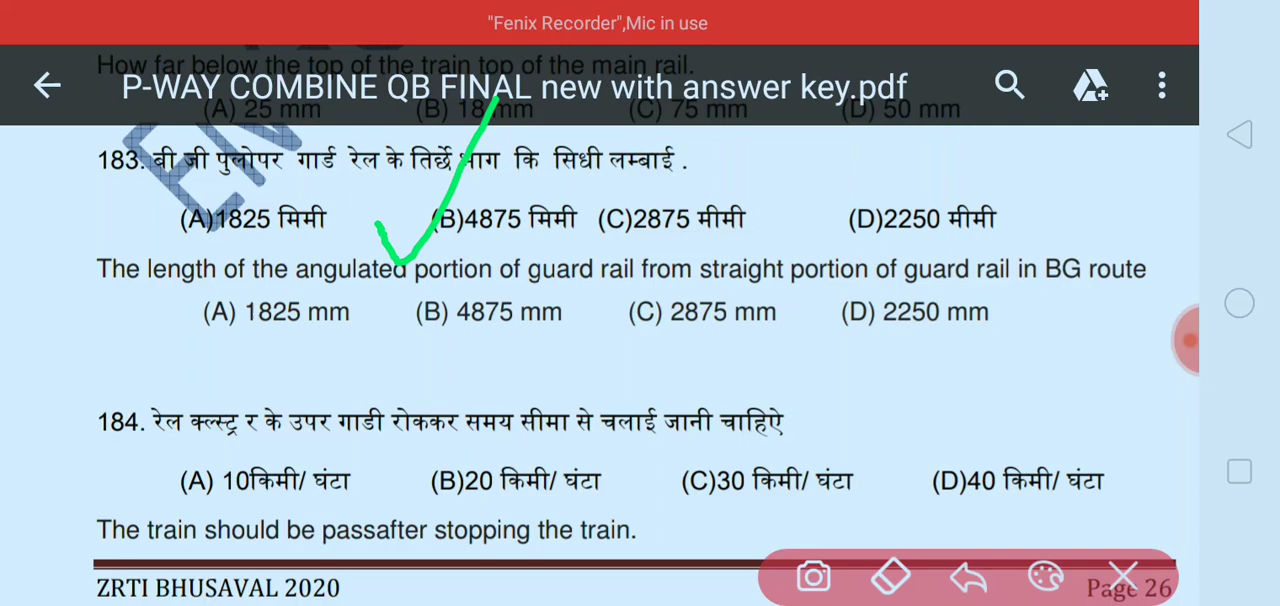 "Fenix Recorder",Mic in use
How far below the top of the train top of the main rail.
P-WAY COMBINE QB FINAL new with answer key.pdf
(A) 25 mm (B) 18 mm (C) 75 mm (D) 50 mm
183. वी जी पुलोपर गार्ड रेल के तिर्छे भाग कि सिधी लम्बाई .
(A)1825 मिमी (B)4875 मिमी (C)2875 मीमी (D)2250 मीमी
The length of the angulated portion of guard rail from straight portion of guard rail in BG route
(A) 1825 mm (B) 4875 mm (C) 2875 mm (D) 2250 mm
184. रेल क्ल्स्ट्र र के उपर गाडी रोककर समय सीमा से चलाई जानी चाहिऐ
(A) 10किमी/ घंटा (B)20 किमी/ घंटा (C)30 किमी/ घंटा (D)40 किमी/ घंटा
The train should be passafter stopping the train.
ZRTI BHUSAVAL 2020 Page 26